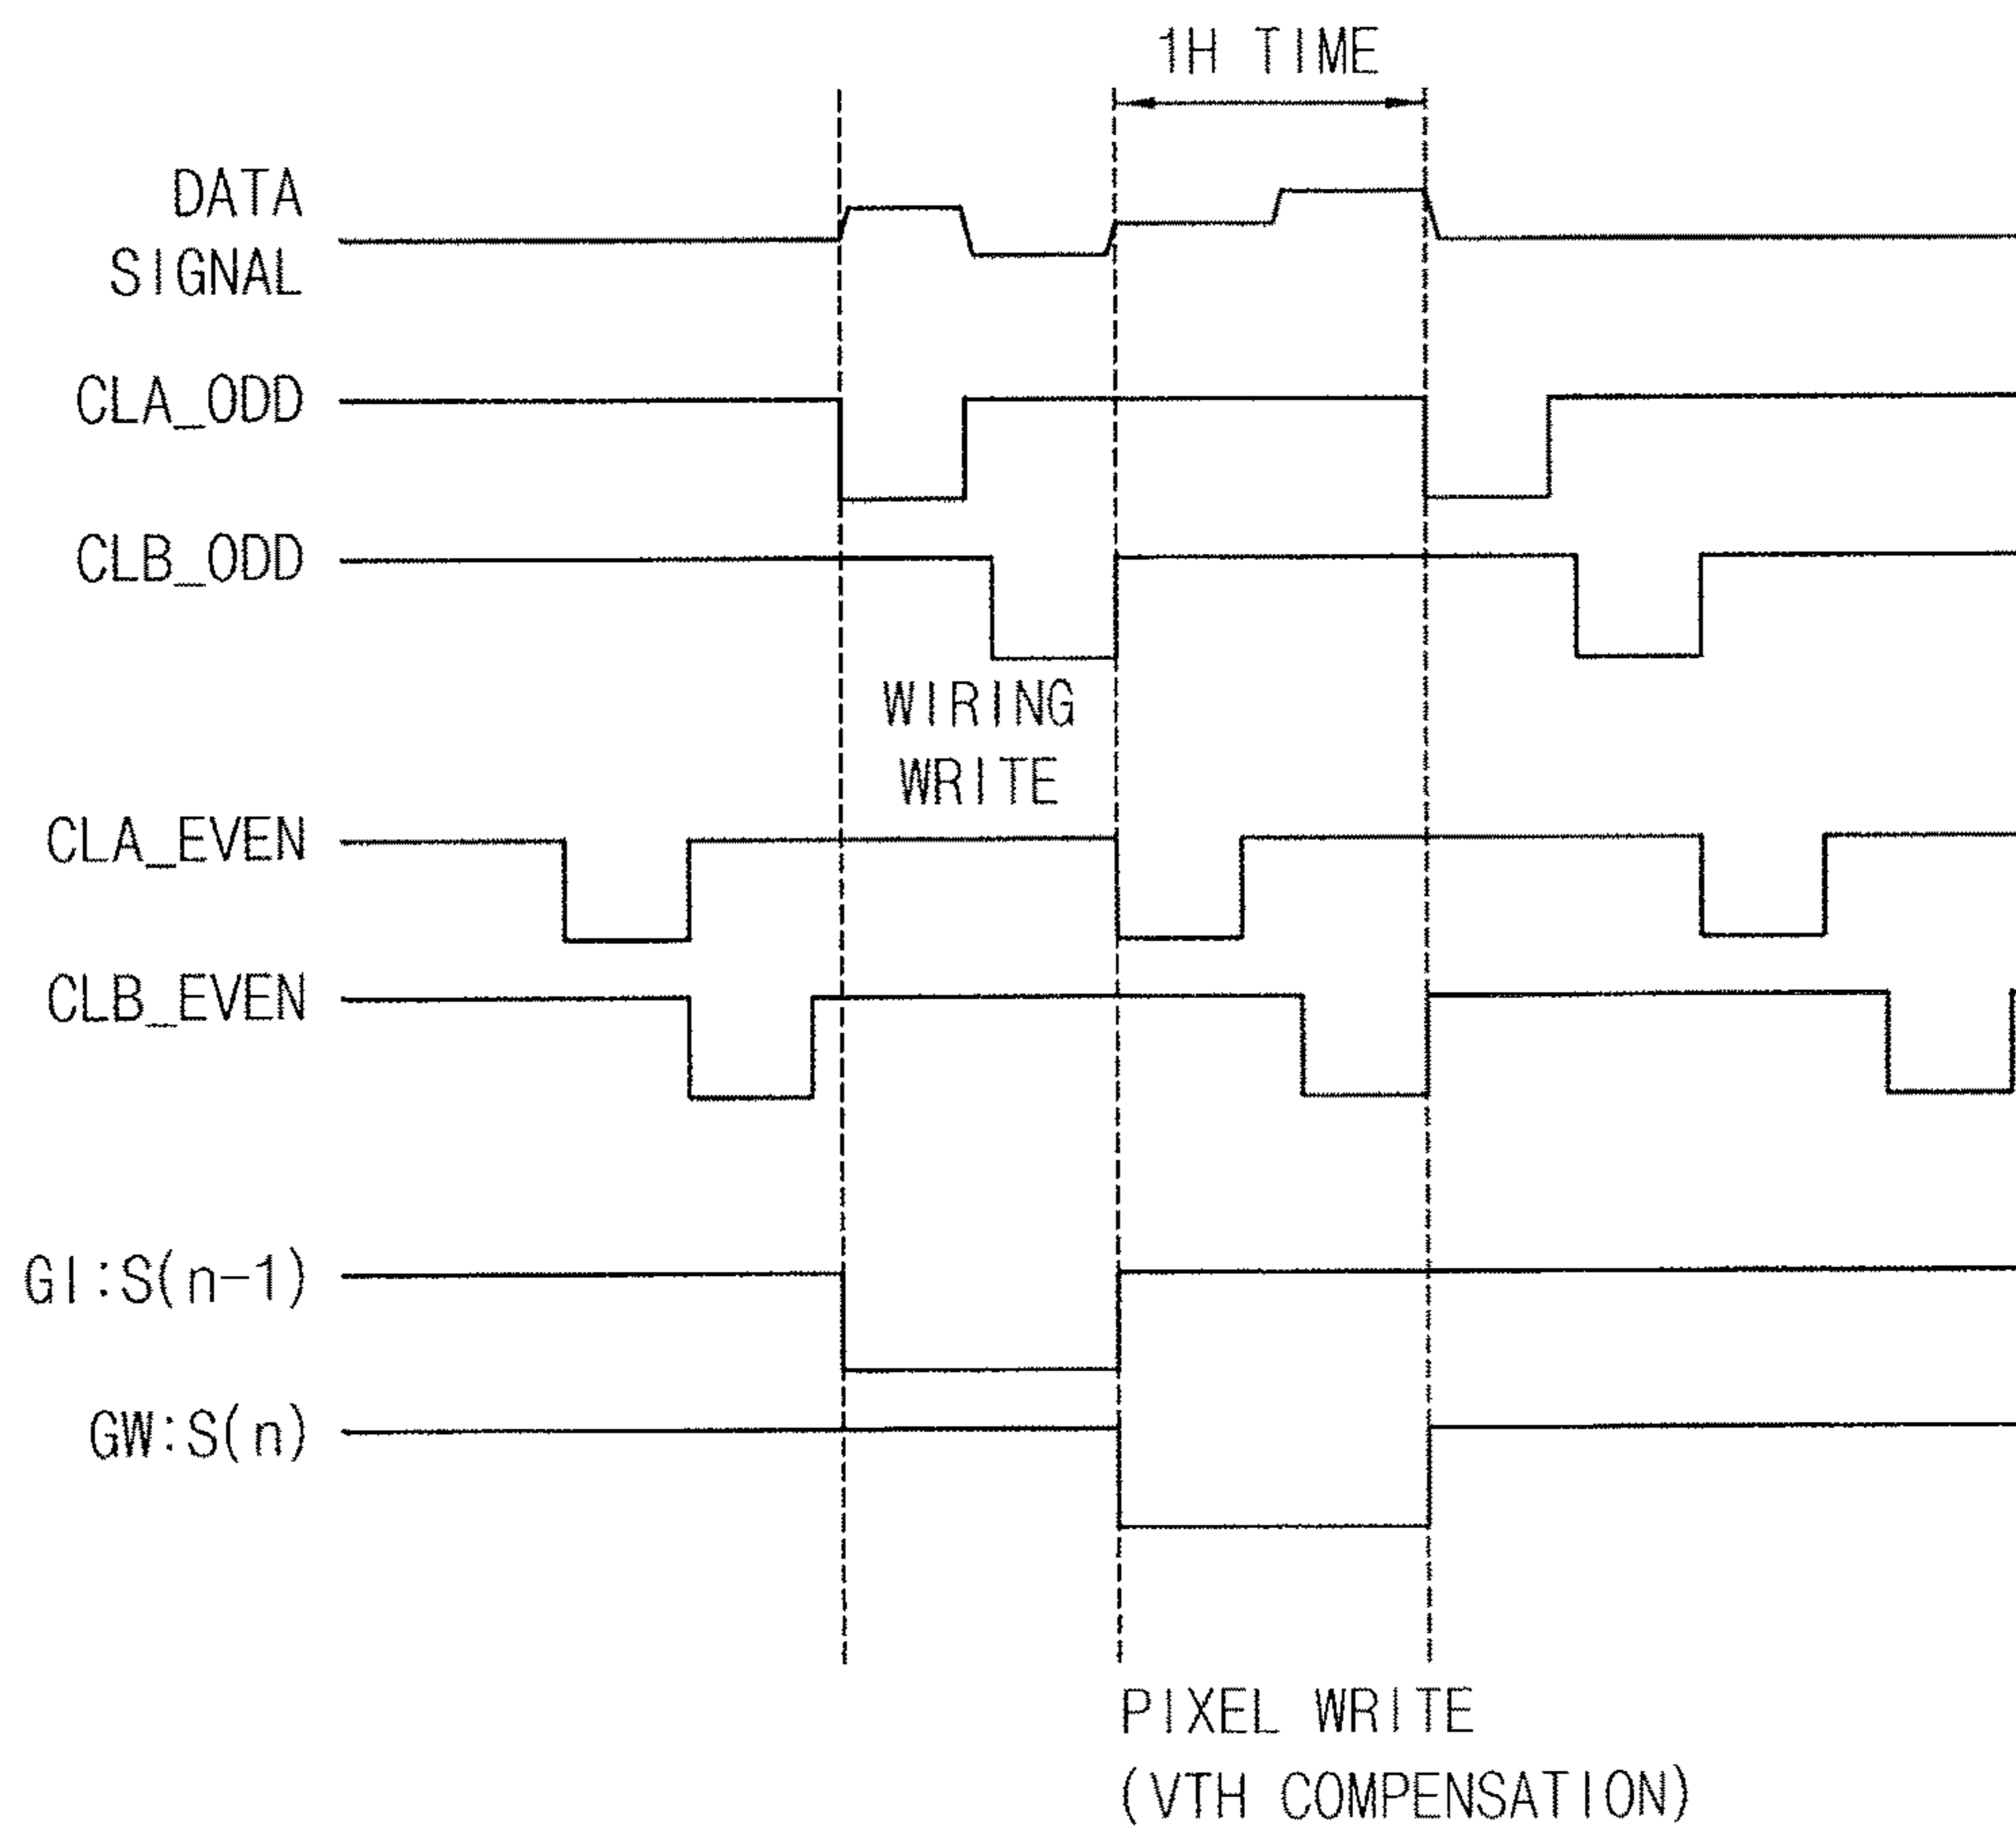 1H TIME
DATA
SIGNAL
CLA_ODD
CLB_ODD
WIRING
WRITE
CLA_EVEN
CLB_EVEN
GI:S(n-1)
GW:S(n)
PIXEL WRITE
(VTH COMPENSATION)